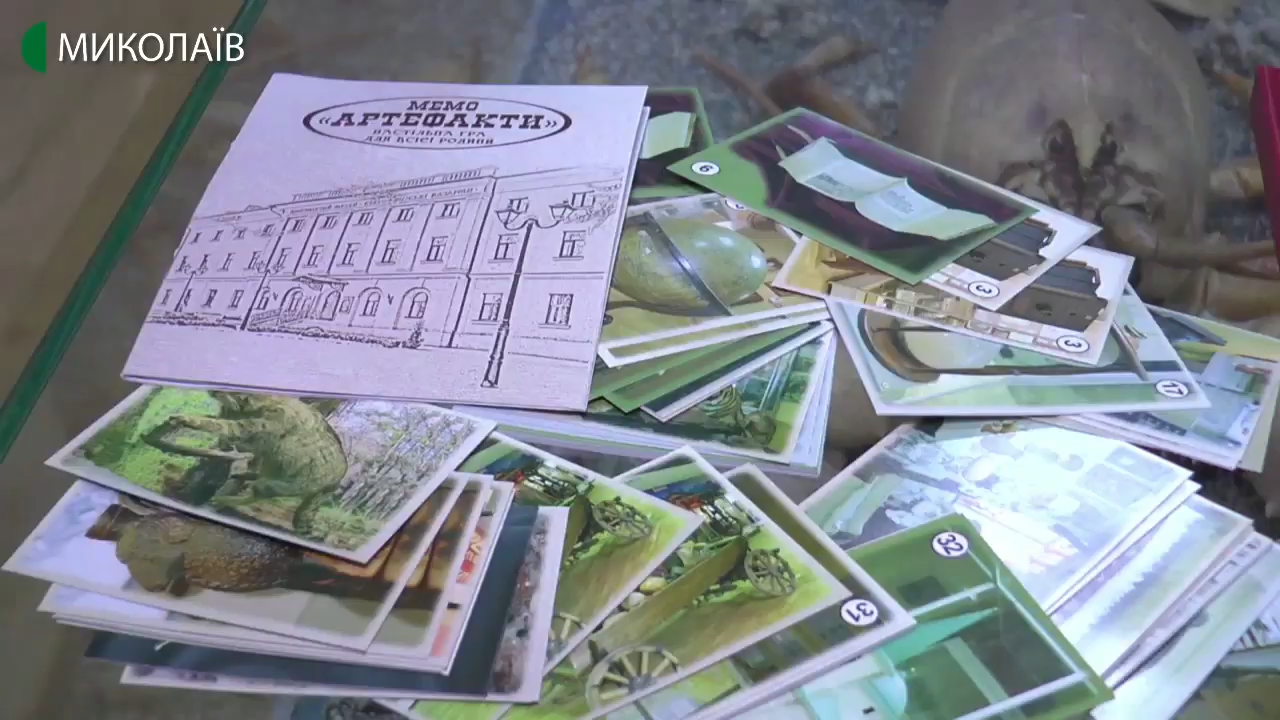 МИКОЛАЇВ
МЕМО
«АРТЕФАКТИ»
НАСТІЛЬНА ГРА
ДЛЯ ВСІЄЇ РОДИНИ
6
3
3
17
32
31